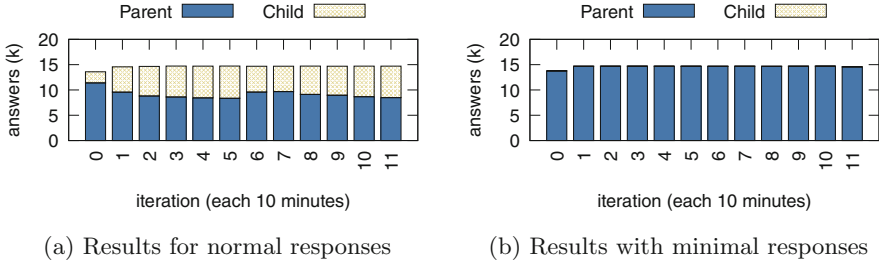 Parent Child
20
15
10
5
0
answers (k)
0 1 2 3 4 5 6 7 8 9 10 11
iteration (each 10 minutes)
(a) Results for normal responses
Parent Child
20
15
10
5
0
answers (k)
0 1 2 3 4 5 6 7 8 9 10 11
iteration (each 10 minutes)
(b) Results with minimal responses